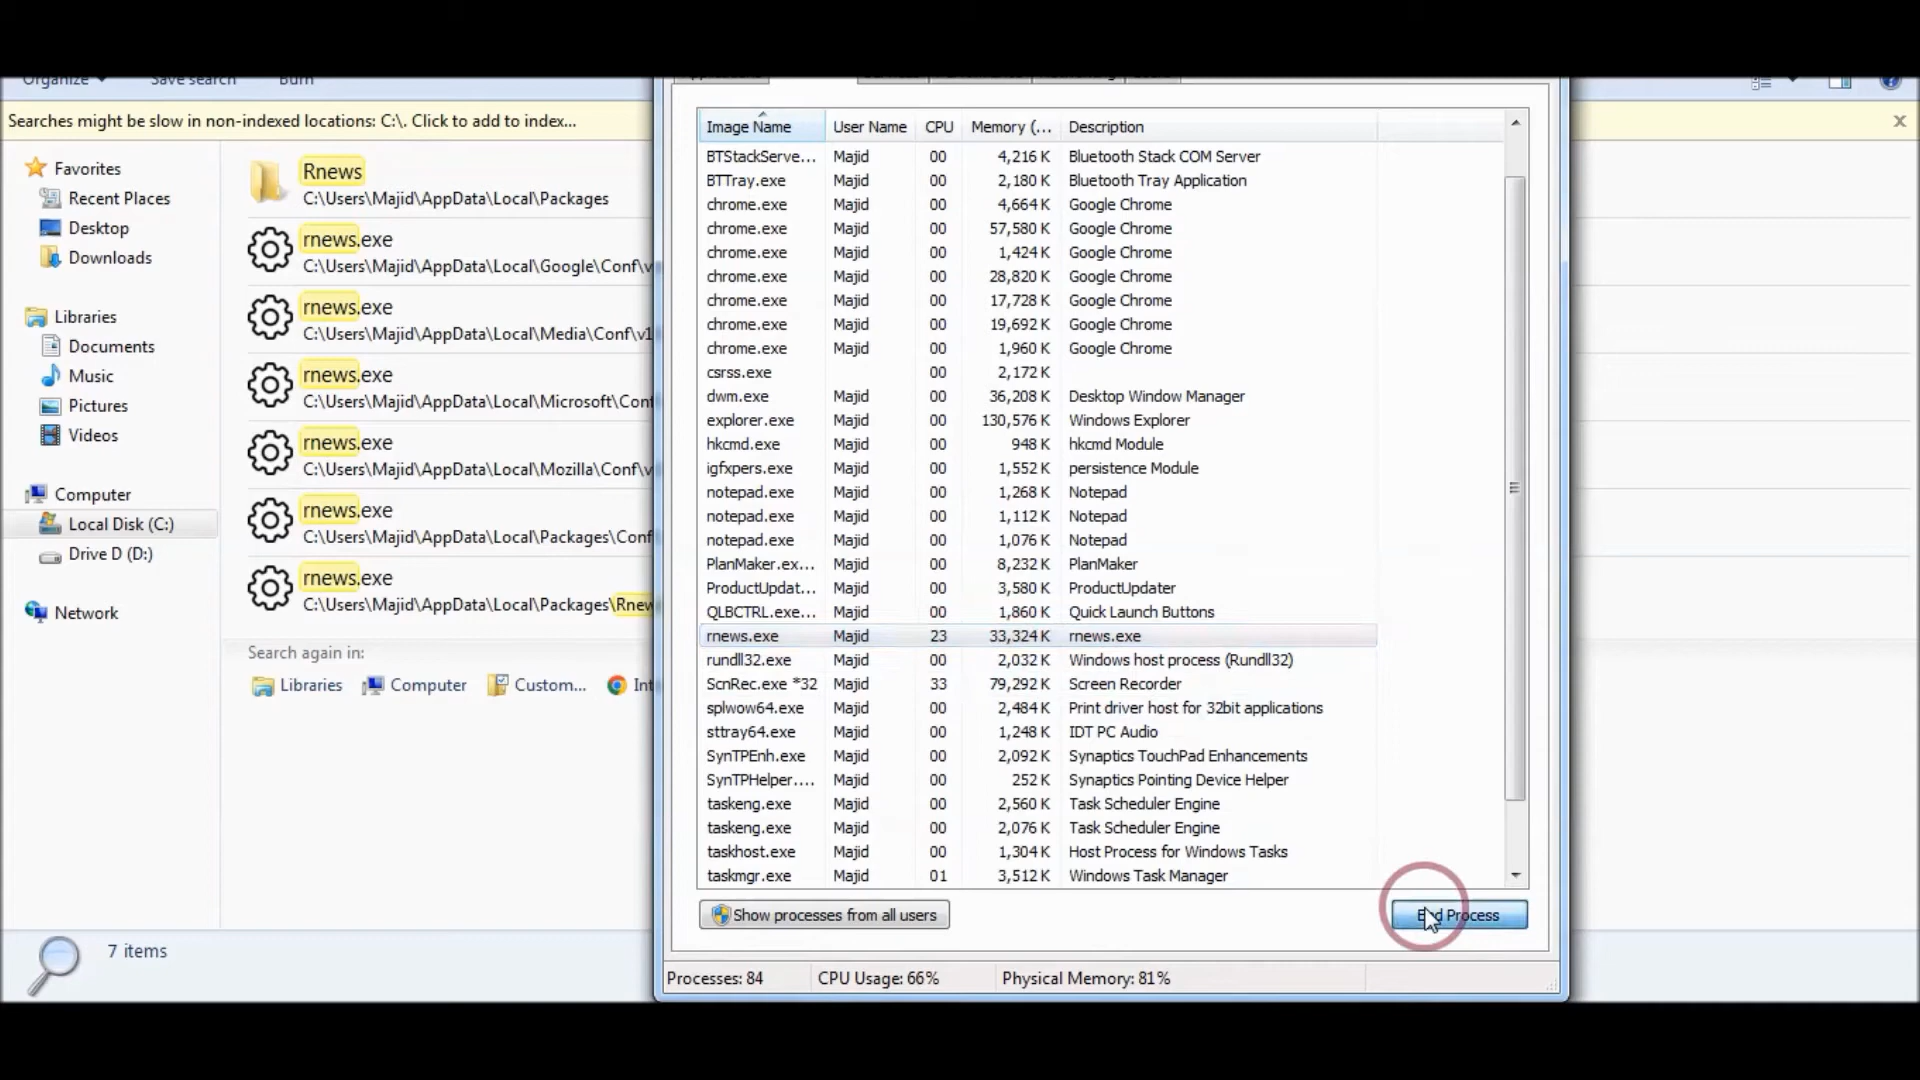 Organize
Save search
Burn
Searches might be slow in non-indexed locations: C:\. Click to add to index...
Favorites
Recent Places
Desktop
Downloads
Libraries
Documents
Music
Pictures
Videos
Computer
Local Disk (C:)
Drive D (D:)
Network
Rnews
C:\Users\Majid\AppData\Local\Packages
rnews.exe
C:\Users\Majid\AppData\Local\Google\Conf\v
rnews.exe
C:\Users\Majid\AppData\Local\Media\Conf\v1
rnews.exe
C:\Users\Majid\AppData\Local\Microsoft\Conf
rnews.exe
C:\Users\Majid\AppData\Local\Mozilla\Conf\v
rnews.exe
C:\Users\Majid\AppData\Local\Packages\Conf
rnews.exe
C:\Users\Majid\AppData\Local\Packages\Rnew
Search again in:
Libraries Computer Custom... Int
7 items
Image Name User Name CPU Memory (... Description
BTStackServe... Majid 00 4,216 K Bluetooth Stack COM Server
BTTray.exe Majid 00 2,180 K Bluetooth Tray Application
chrome.exe Majid 00 4,664 K Google Chrome
chrome.exe Majid 00 57,580 K Google Chrome
chrome.exe Majid 00 1,424 K Google Chrome
chrome.exe Majid 00 28,820 K Google Chrome
chrome.exe Majid 00 17,728 K Google Chrome
chrome.exe Majid 00 19,692 K Google Chrome
chrome.exe Majid 00 1,960 K Google Chrome
csrss.exe 00 2,172 K
dwm.exe Majid 00 36,208 K Desktop Window Manager
explorer.exe Majid 00 130,576 K Windows Explorer
hkcmd.exe Majid 00 948 K hkcmd Module
igfxpers.exe Majid 00 1,552 K persistence Module
notepad.exe Majid 00 1,268 K Notepad
notepad.exe Majid 00 1,112 K Notepad
notepad.exe Majid 00 1,076 K Notepad
PlanMaker.ex... Majid 00 8,232 K PlanMaker
ProductUpdat... Majid 00 3,580 K ProductUpdater
QLBCTRL.exe... Majid 00 1,860 K Quick Launch Buttons
rnews.exe Majid 23 33,324 K rnews.exe
rundll32.exe Majid 00 2,032 K Windows host process (Rundll32)
ScnRec.exe *32 Majid 33 79,292 K Screen Recorder
splwow64.exe Majid 00 2,484 K Print driver host for 32bit applications
sttray64.exe Majid 00 1,248 K IDT PC Audio
SynTPEnh.exe Majid 00 2,092 K Synaptics TouchPad Enhancements
SynTPHelper.... Majid 00 252 K Synaptics Pointing Device Helper
taskeng.exe Majid 00 2,560 K Task Scheduler Engine
taskeng.exe Majid 00 2,076 K Task Scheduler Engine
taskhost.exe Majid 00 1,304 K Host Process for Windows Tasks
taskmgr.exe Majid 01 3,512 K Windows Task Manager
Show processes from all users
End Process
Processes: 84 CPU Usage: 66% Physical Memory: 81%